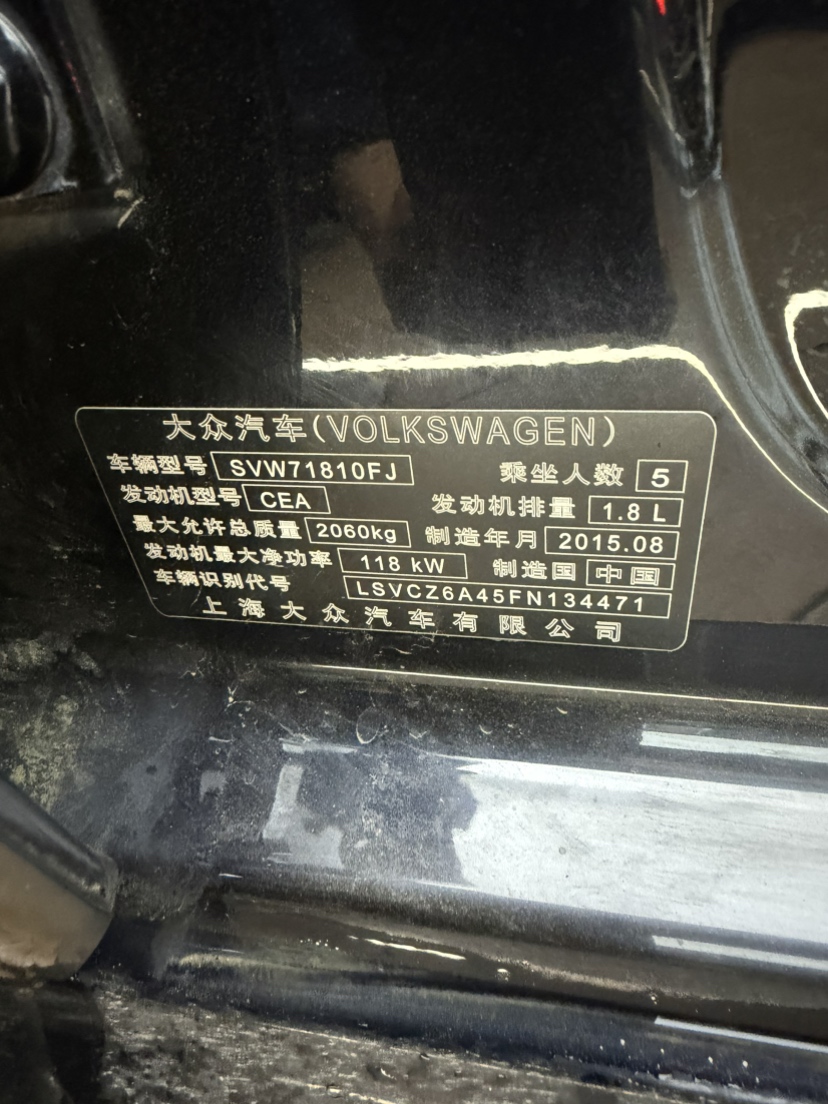 大众汽车(VOLKSWAGEN)
车辆型号 SVW71810FJ 乘坐人数 5
发动机型号 CEA 发动机排量 1.8 L
最大允许总质量 2060kg 制造年月 2015.08
发动机最大净功率 118 kW 制造国 中国
车辆识别代号 LSVCZ6A45FN134471
上海大众汽车有限公司